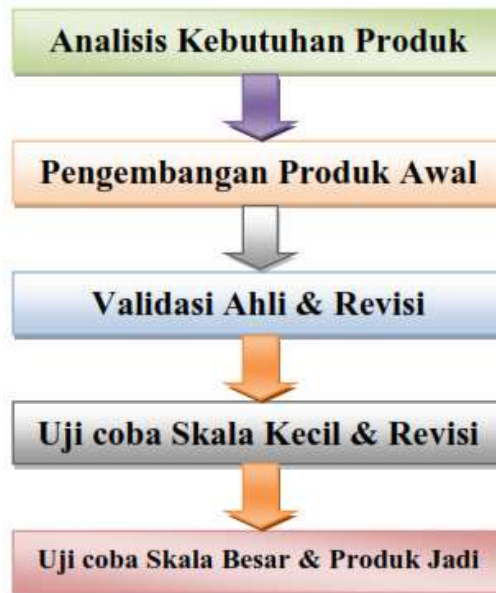 Analisis Kebutuhan Produk
Pengembangan Produk Awal
Validasi Ahli & Revisi
Uji coba Skala Kecil & Revisi
Uji coba Skala Besar & Produk Jadi